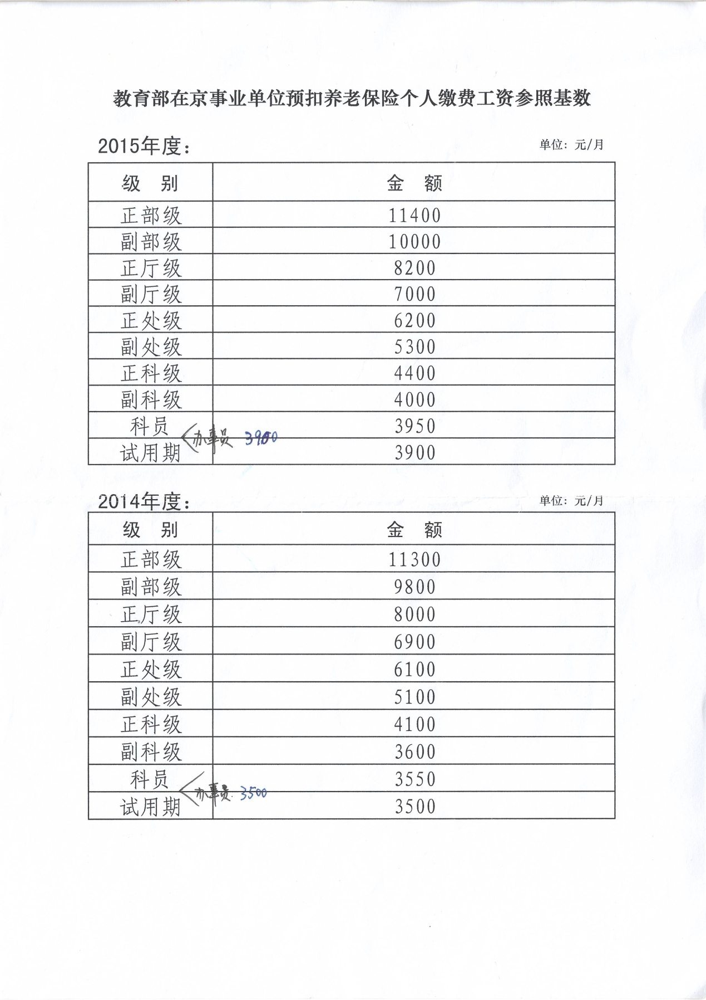 教育部在京事业单位预扣养老保险个人缴费工资参照基数
2015年度： 单位：元/月
级 别 金 额
正部级 11400
副部级 10000
正厅级 8200
副厅级 7000
正处级 6200
副处级 5300
正科级 4400
副科级 4000
科员 3950
办事员 3900
试用期 3900
2014年度： 单位：元/月
级 别 金 额
正部级 11300
副部级 9800
正厅级 8000
副厅级 6900
正处级 6100
副处级 5100
正科级 4100
副科级 3600
科员 3550
办事员 3500
试用期 3500